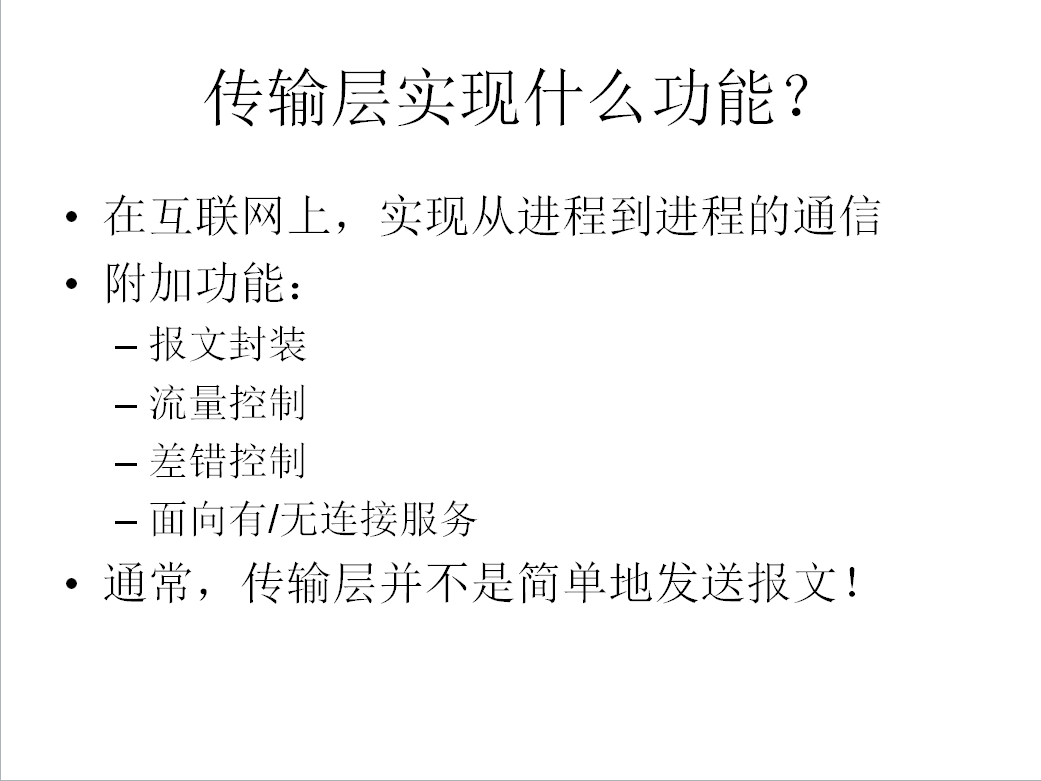 传输层实现什么功能？
• 在互联网上，实现从进程到进程的通信
• 附加功能：
– 报文封装
– 流量控制
– 差错控制
– 面向有/无连接服务
• 通常，传输层并不是简单地发送报文！